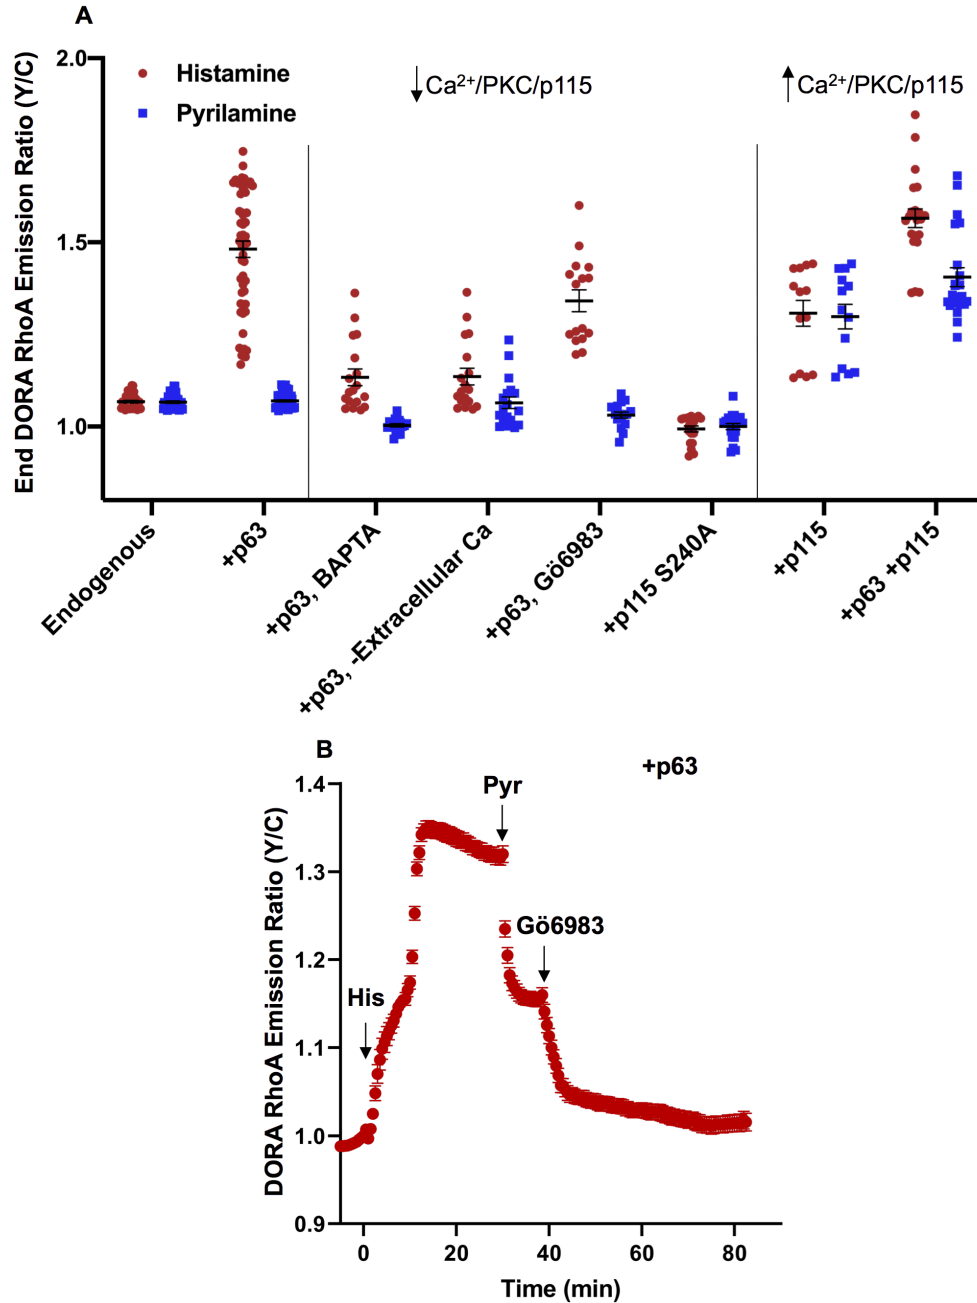 A
End DORA RhoA Emission Ratio (Y/C)
2.0
1.5
1.0
Histamine
Pyrilamine
↓ Ca²⁺/PKC/p115
↑ Ca²⁺/PKC/p115
Endogenous
+p63
+p63, BAPTA
+p63, -Extracellular Ca
+p63, Gö6983
+p115 S240A
+p115
+p63 +p115
B
+p63
DORA RhoA Emission Ratio (Y/C)
1.4
1.3
1.2
1.1
1.0
0.9
His
Pyr
Gö6983
0 20 40 60 80
Time (min)